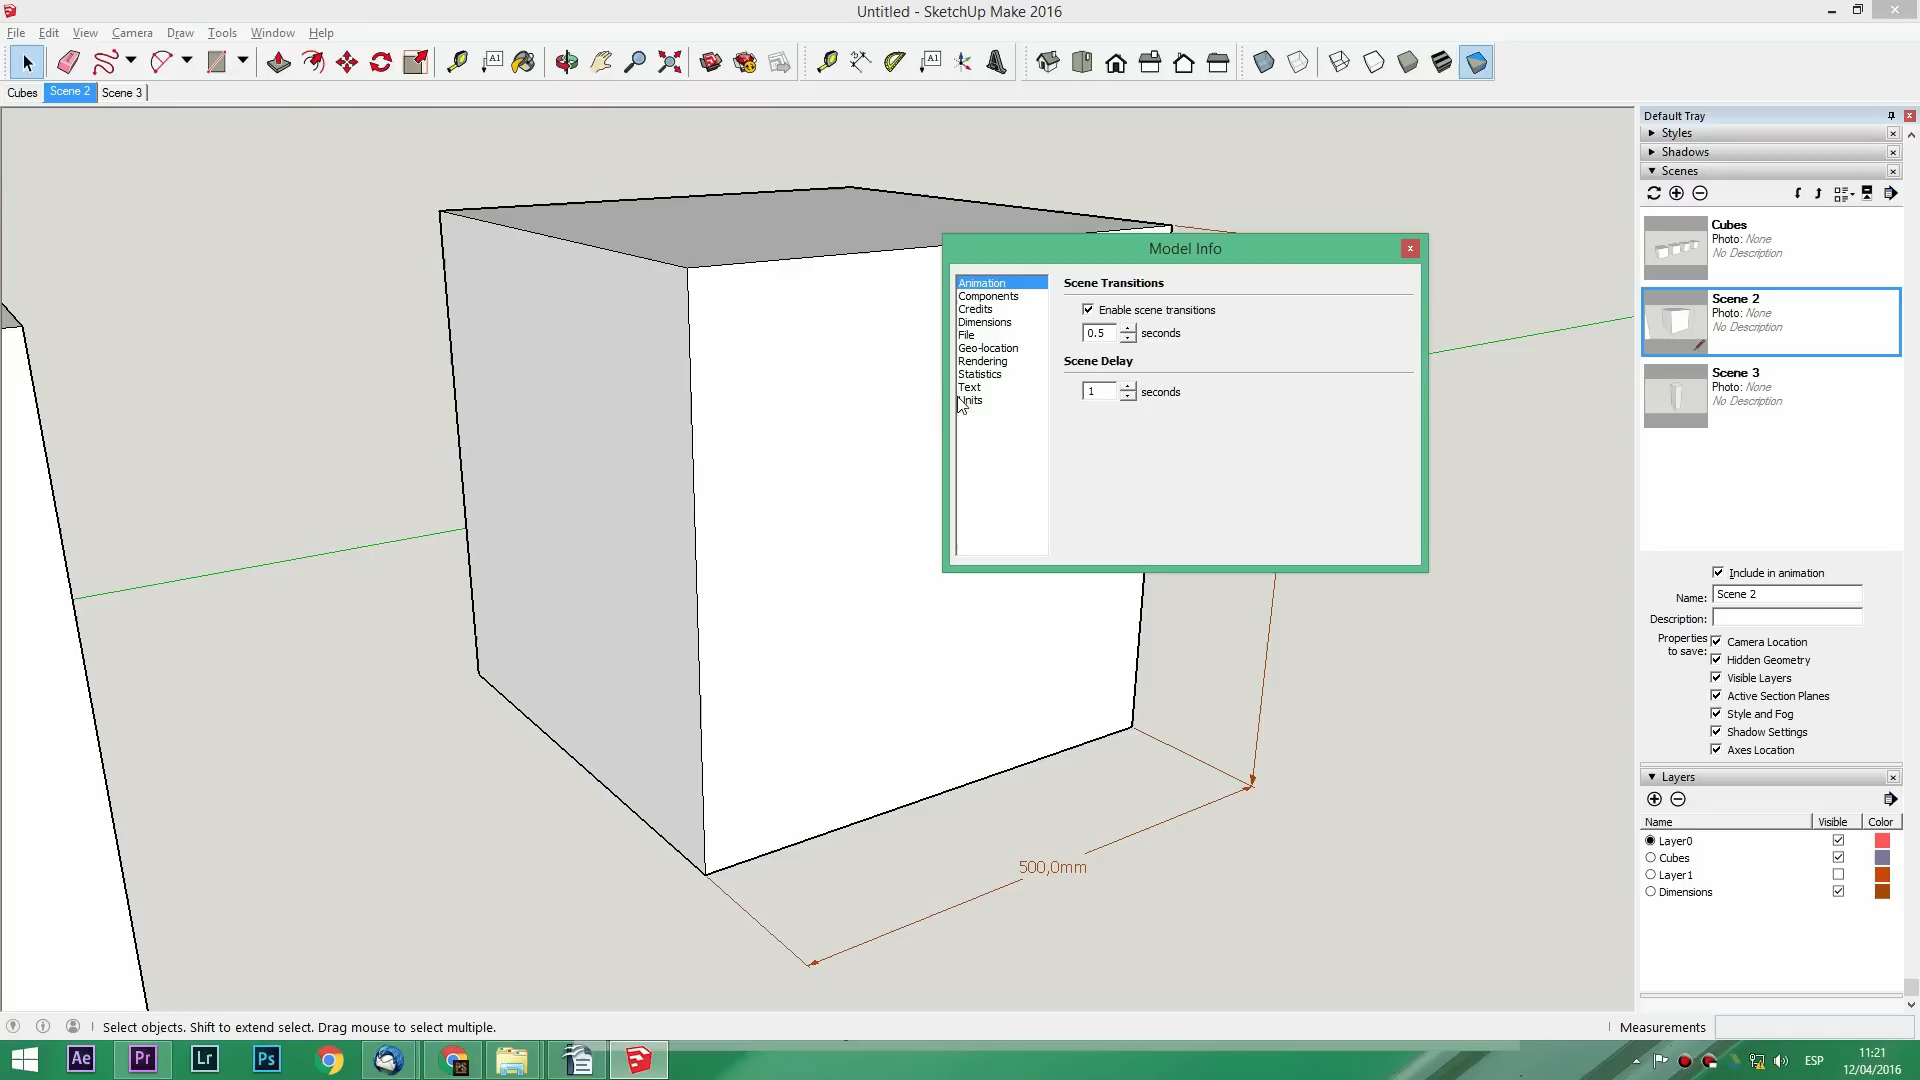 Untitled - SketchUp Make 2016
File Edit View Camera Draw Tools Window Help
A1 A1
Cubes Scene 2 Scene 3
Default Tray
Styles
Shadows
Scenes
Cubes
Photo: None
No Description
Scene 2
Photo: None
No Description
Scene 3
Photo: None
No Description
Include in animation
Name: Scene 2
Description:
Properties to save:
Camera Location
Hidden Geometry
Visible Layers
Active Section Planes
Style and Fog
Shadow Settings
Axes Location
Layers
Name Visible Color
Layer0
Cubes
Layer1
Dimensions
Model Info
Animation
Components
Credits
Dimensions
File
Geo-location
Rendering
Statistics
Text
Units
Scene Transitions
Enable scene transitions
0.5 seconds
Scene Delay
1 seconds
500,0mm
Select objects. Shift to extend select. Drag mouse to select multiple.
Measurements
Ae Pr Lr Ps
ESP
11:21
12/04/2016